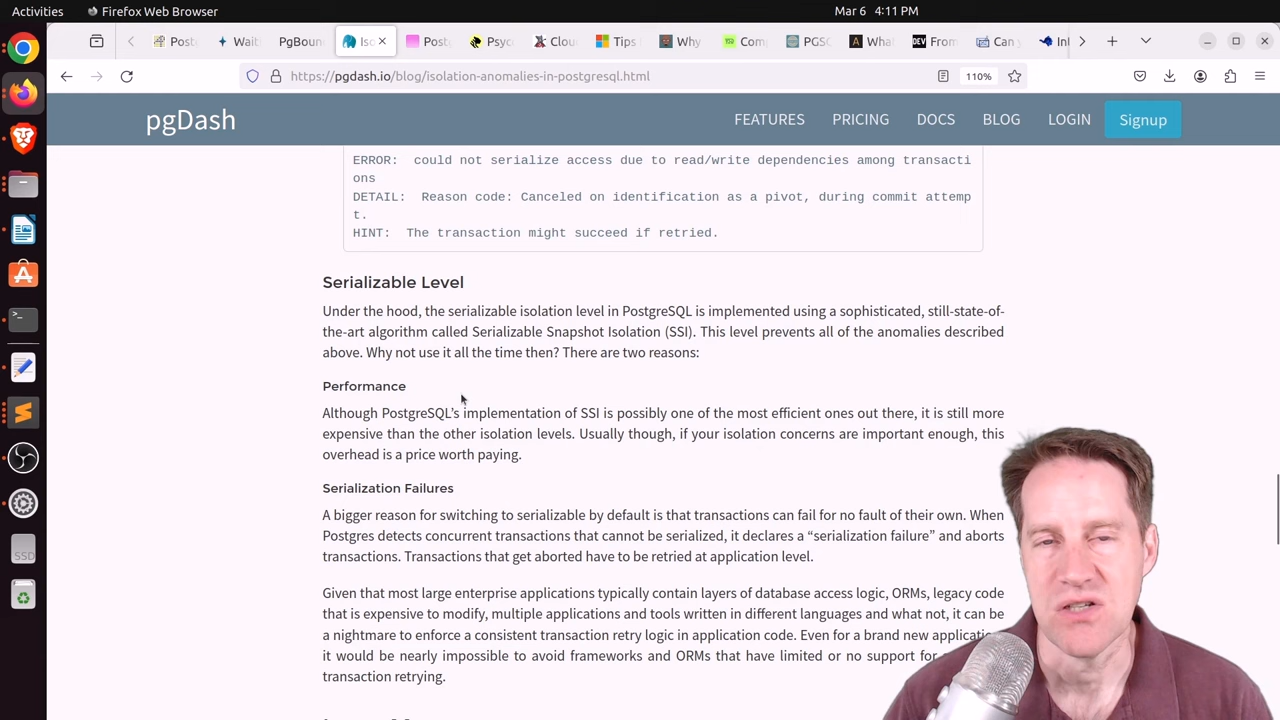 Activities
Firefox Web Browser
Mar 6 4:11 PM
Post
Wait
PgBoun
Iso
Post
Psyc
Clou
Tips
Why
Com
PGSC
What
From
Can y
Int
https://pgdash.io/blog/isolation-anomalies-in-postgresql.html
110%
pgDash
FEATURES
PRICING
DOCS
BLOG
LOGIN
Signup
ERROR: could not serialize access due to read/write dependencies among transacti
ons
DETAIL: Reason code: Canceled on identification as a pivot, during commit attemp
t.
HINT: The transaction might succeed if retried.
Serializable Level
Under the hood, the serializable isolation level in PostgreSQL is implemented using a sophisticated, still-state-of-
the-art algorithm called Serializable Snapshot Isolation (SSI). This level prevents all of the anomalies described
above. Why not use it all the time then? There are two reasons:
Performance
Although PostgreSQL’s implementation of SSI is possibly one of the most efficient ones out there, it is still more
expensive than the other isolation levels. Usually though, if your isolation concerns are important enough, this
overhead is a price worth paying.
Serialization Failures
A bigger reason for switching to serializable by default is that transactions can fail for no fault of their own. When
Postgres detects concurrent transactions that cannot be serialized, it declares a “serialization failure” and aborts
transactions. Transactions that get aborted have to be retried at application level.
Given that most large enterprise applications typically contain layers of database access logic, ORMs, legacy code
that is expensive to modify, multiple applications and tools written in different languages and what not, it can be
a nightmare to enforce a consistent transaction retry logic in application code. Even for a brand new applicatio
it would be nearly impossible to avoid frameworks and ORMs that have limited or no support for
transaction retrying.